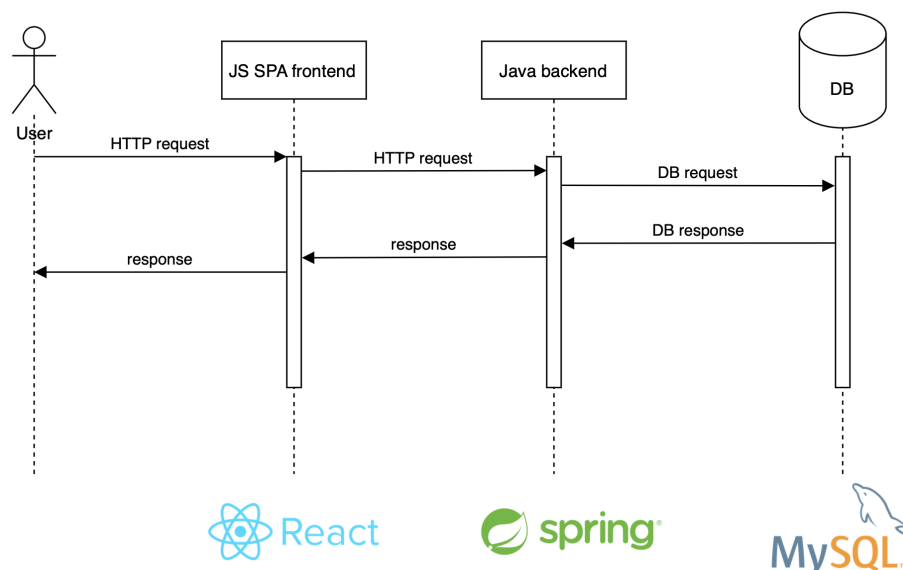 JS SPA frontend
Java backend
DB
User
HTTP request
HTTP request
DB request
DB response
response
response
React
spring
MySQL